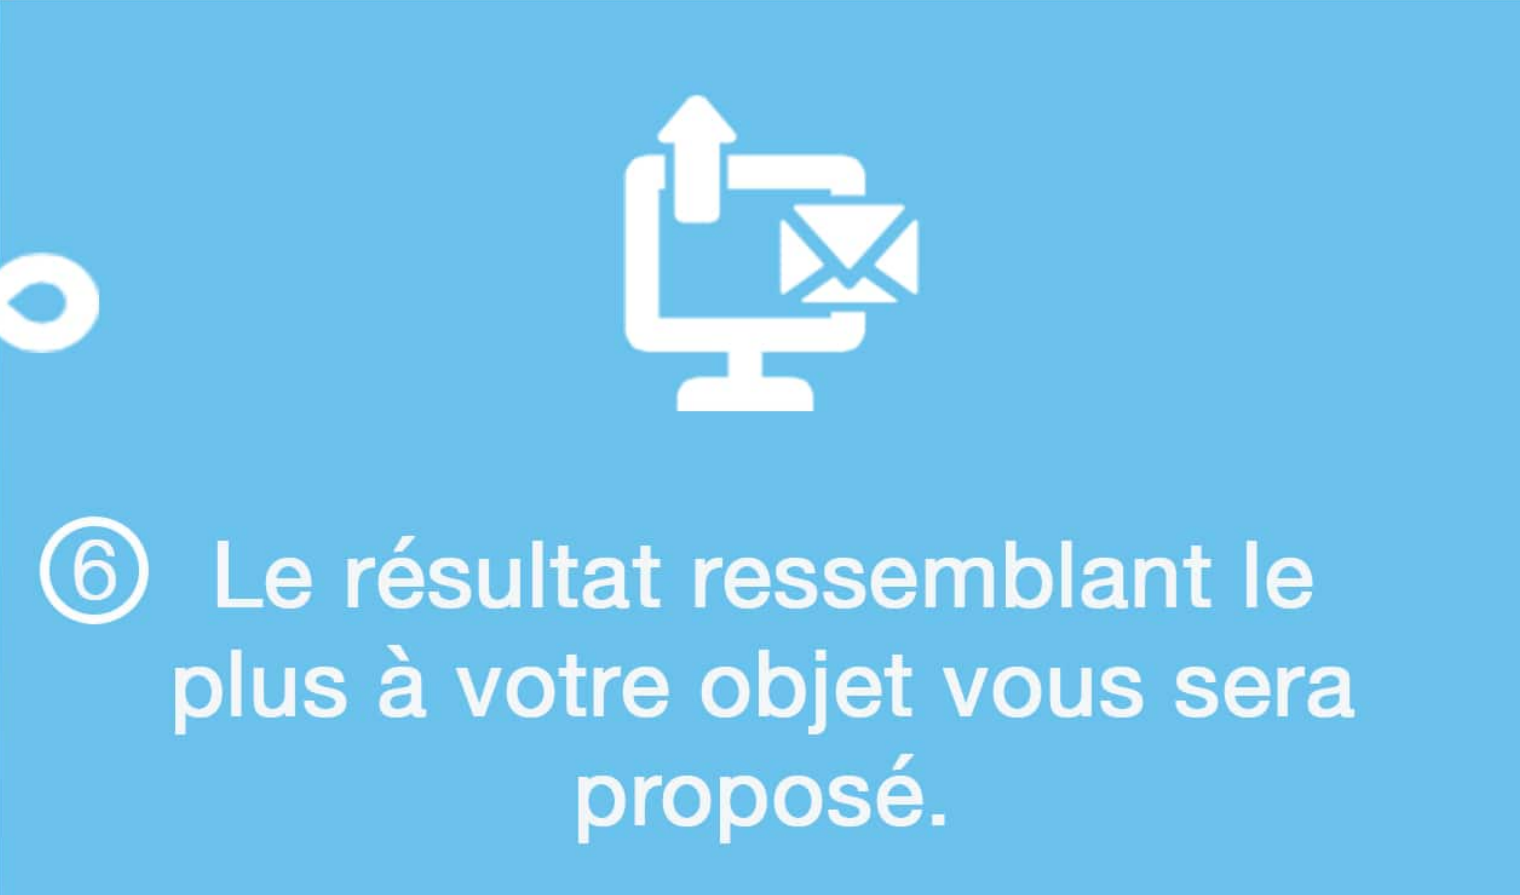 ⑥ Le résultat ressemblant le
plus à votre objet vous sera
proposé.